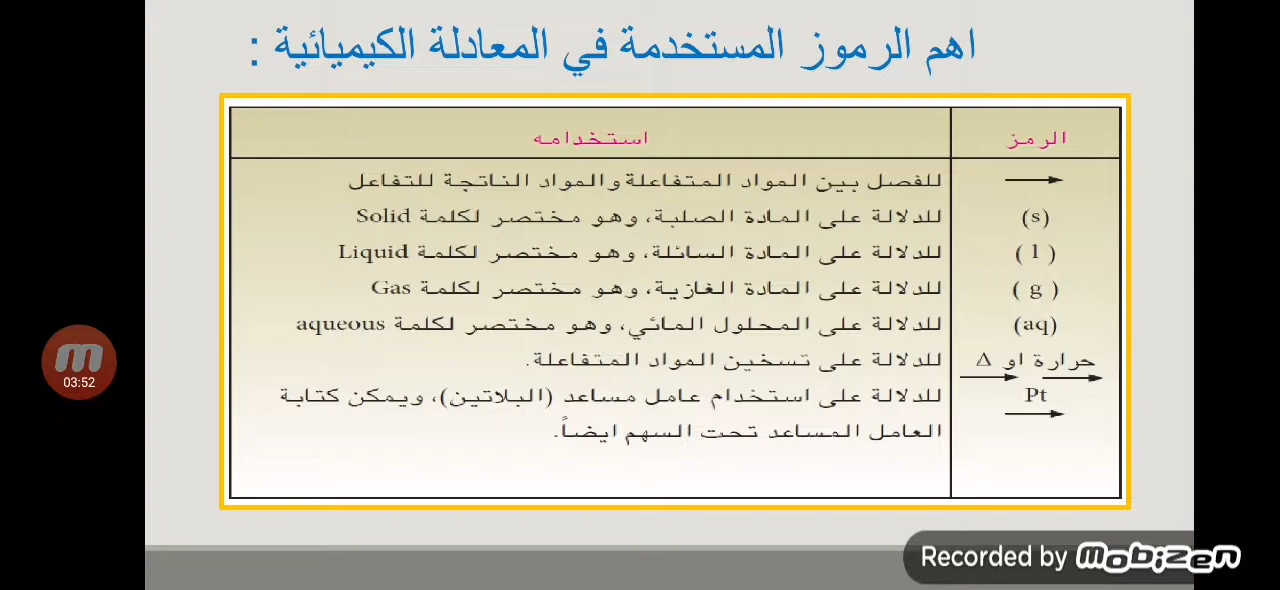 اهم الرموز المستخدمة في المعادلة الكيميائية :
الرمز استخدامه
→ للفصل بين المواد المتفاعلة والمواد الناتجة للتفاعل
(s) للدلالة على المادة الصلبة، وهو مختصر لكلمة Solid
( l ) للدلالة على المادة السائلة، وهو مختصر لكلمة Liquid
( g ) للدلالة على المادة الغازية، وهو مختصر لكلمة Gas
(aq) للدلالة على المحلول المائي، وهو مختصر لكلمة aqueous
حرارة او Δ للدلالة على تسخين المواد المتفاعلة.
Pt للدلالة على استخدام عامل مساعد (البلاتين)، ويمكن كتابة
العامل المساعد تحت السهم ايضاً.
03:52
Recorded by mobizen